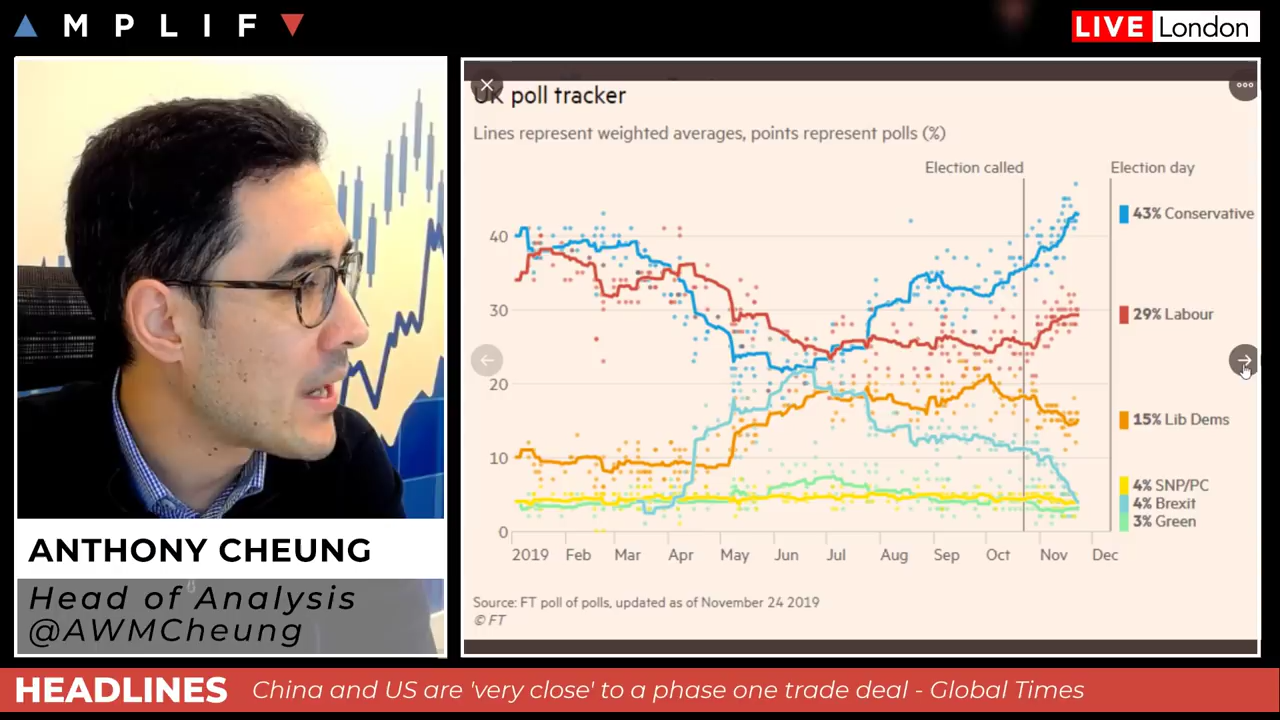 AMPLIFY
LIVE London
UK poll tracker
Lines represent weighted averages, points represent polls (%)
Election called
Election day
40
30
20
10
0
2019 Feb Mar Apr May Jun Jul Aug Sep Oct Nov Dec
43% Conservative
29% Labour
15% Lib Dems
4% SNP/PC
4% Brexit
3% Green
Source: FT poll of polls, updated as of November 24 2019
© FT
ANTHONY CHEUNG
Head of Analysis
@AWMCheung
HEADLINES China and US are 'very close' to a phase one trade deal - Global Times